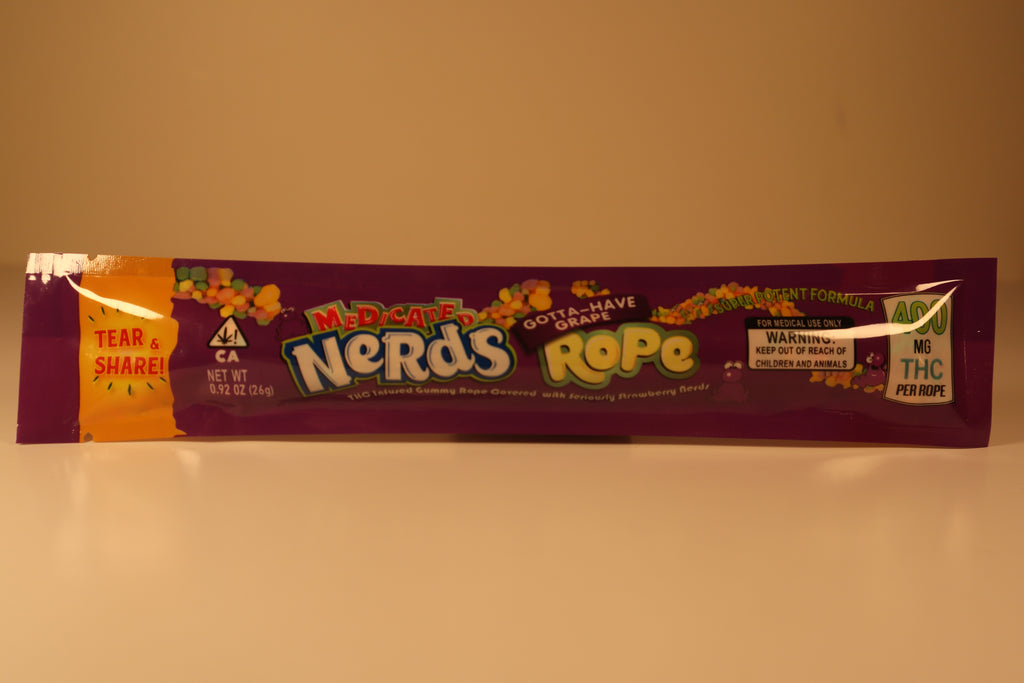 TEAR &
SHARE!
CA
NET WT
0.92 OZ (26g)
MEDICATED
NERdS
GOTTA-HAVE
GRAPE
ROPE
THC Infused Gummy Rope Covered with Seriously Strawberry Nerds
SUPER POTENT FORMULA
FOR MEDICAL USE ONLY
WARNING:
KEEP OUT OF REACH OF
CHILDREN AND ANIMALS
400
MG
THC
PER ROPE